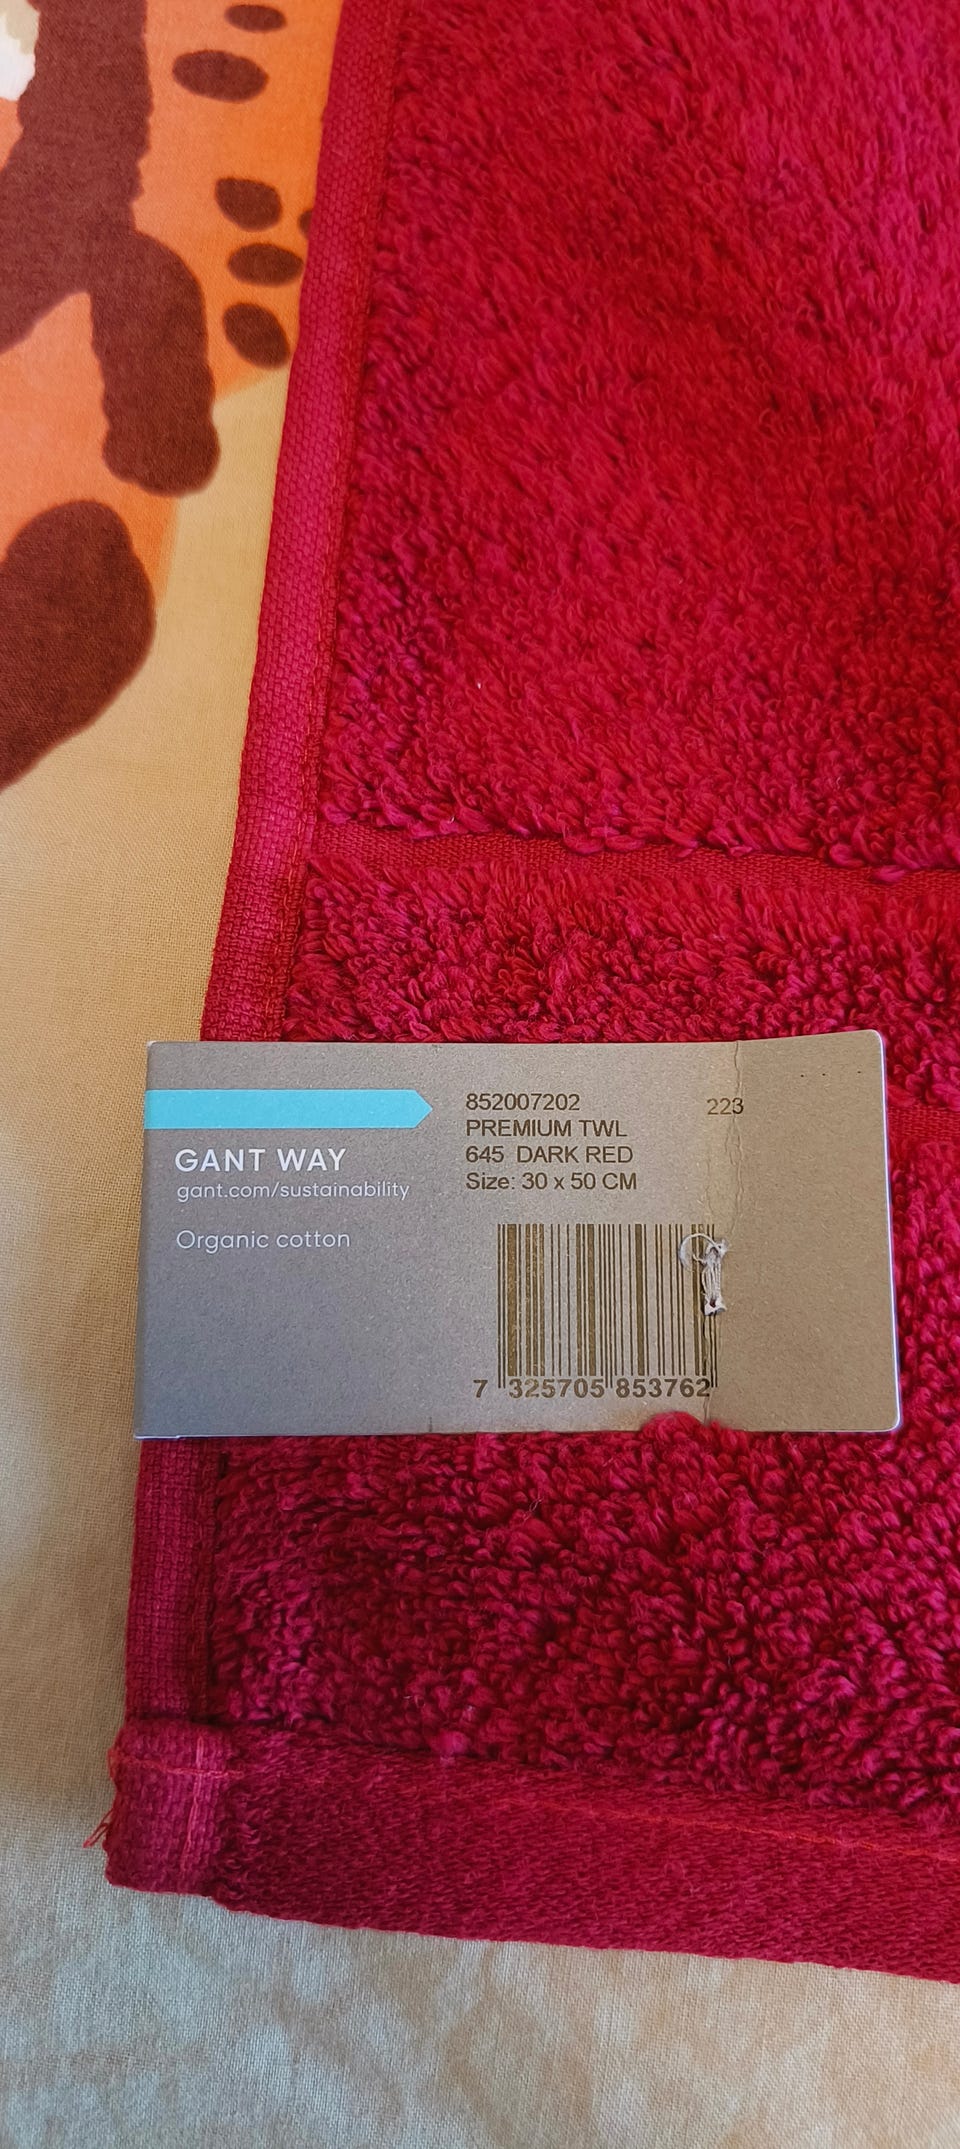 GANT WAY
gant.com/sustainability
Organic cotton
852007202
223
PREMIUM TWL
645 DARK RED
Size: 30 x 50 CM
7 325705 853762